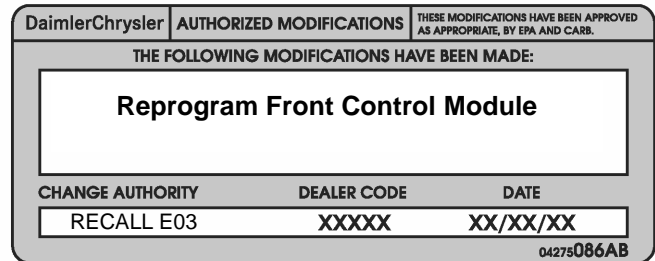 DaimlerChrysler AUTHORIZED MODIFICATIONS THESE MODIFICATIONS HAVE BEEN APPROVED
AS APPROPRIATE, BY EPA AND CARB.
THE FOLLOWING MODIFICATIONS HAVE BEEN MADE:
Reprogram Front Control Module
CHANGE AUTHORITY DEALER CODE DATE
RECALL E03 XXXXX XX/XX/XX
04275086AB